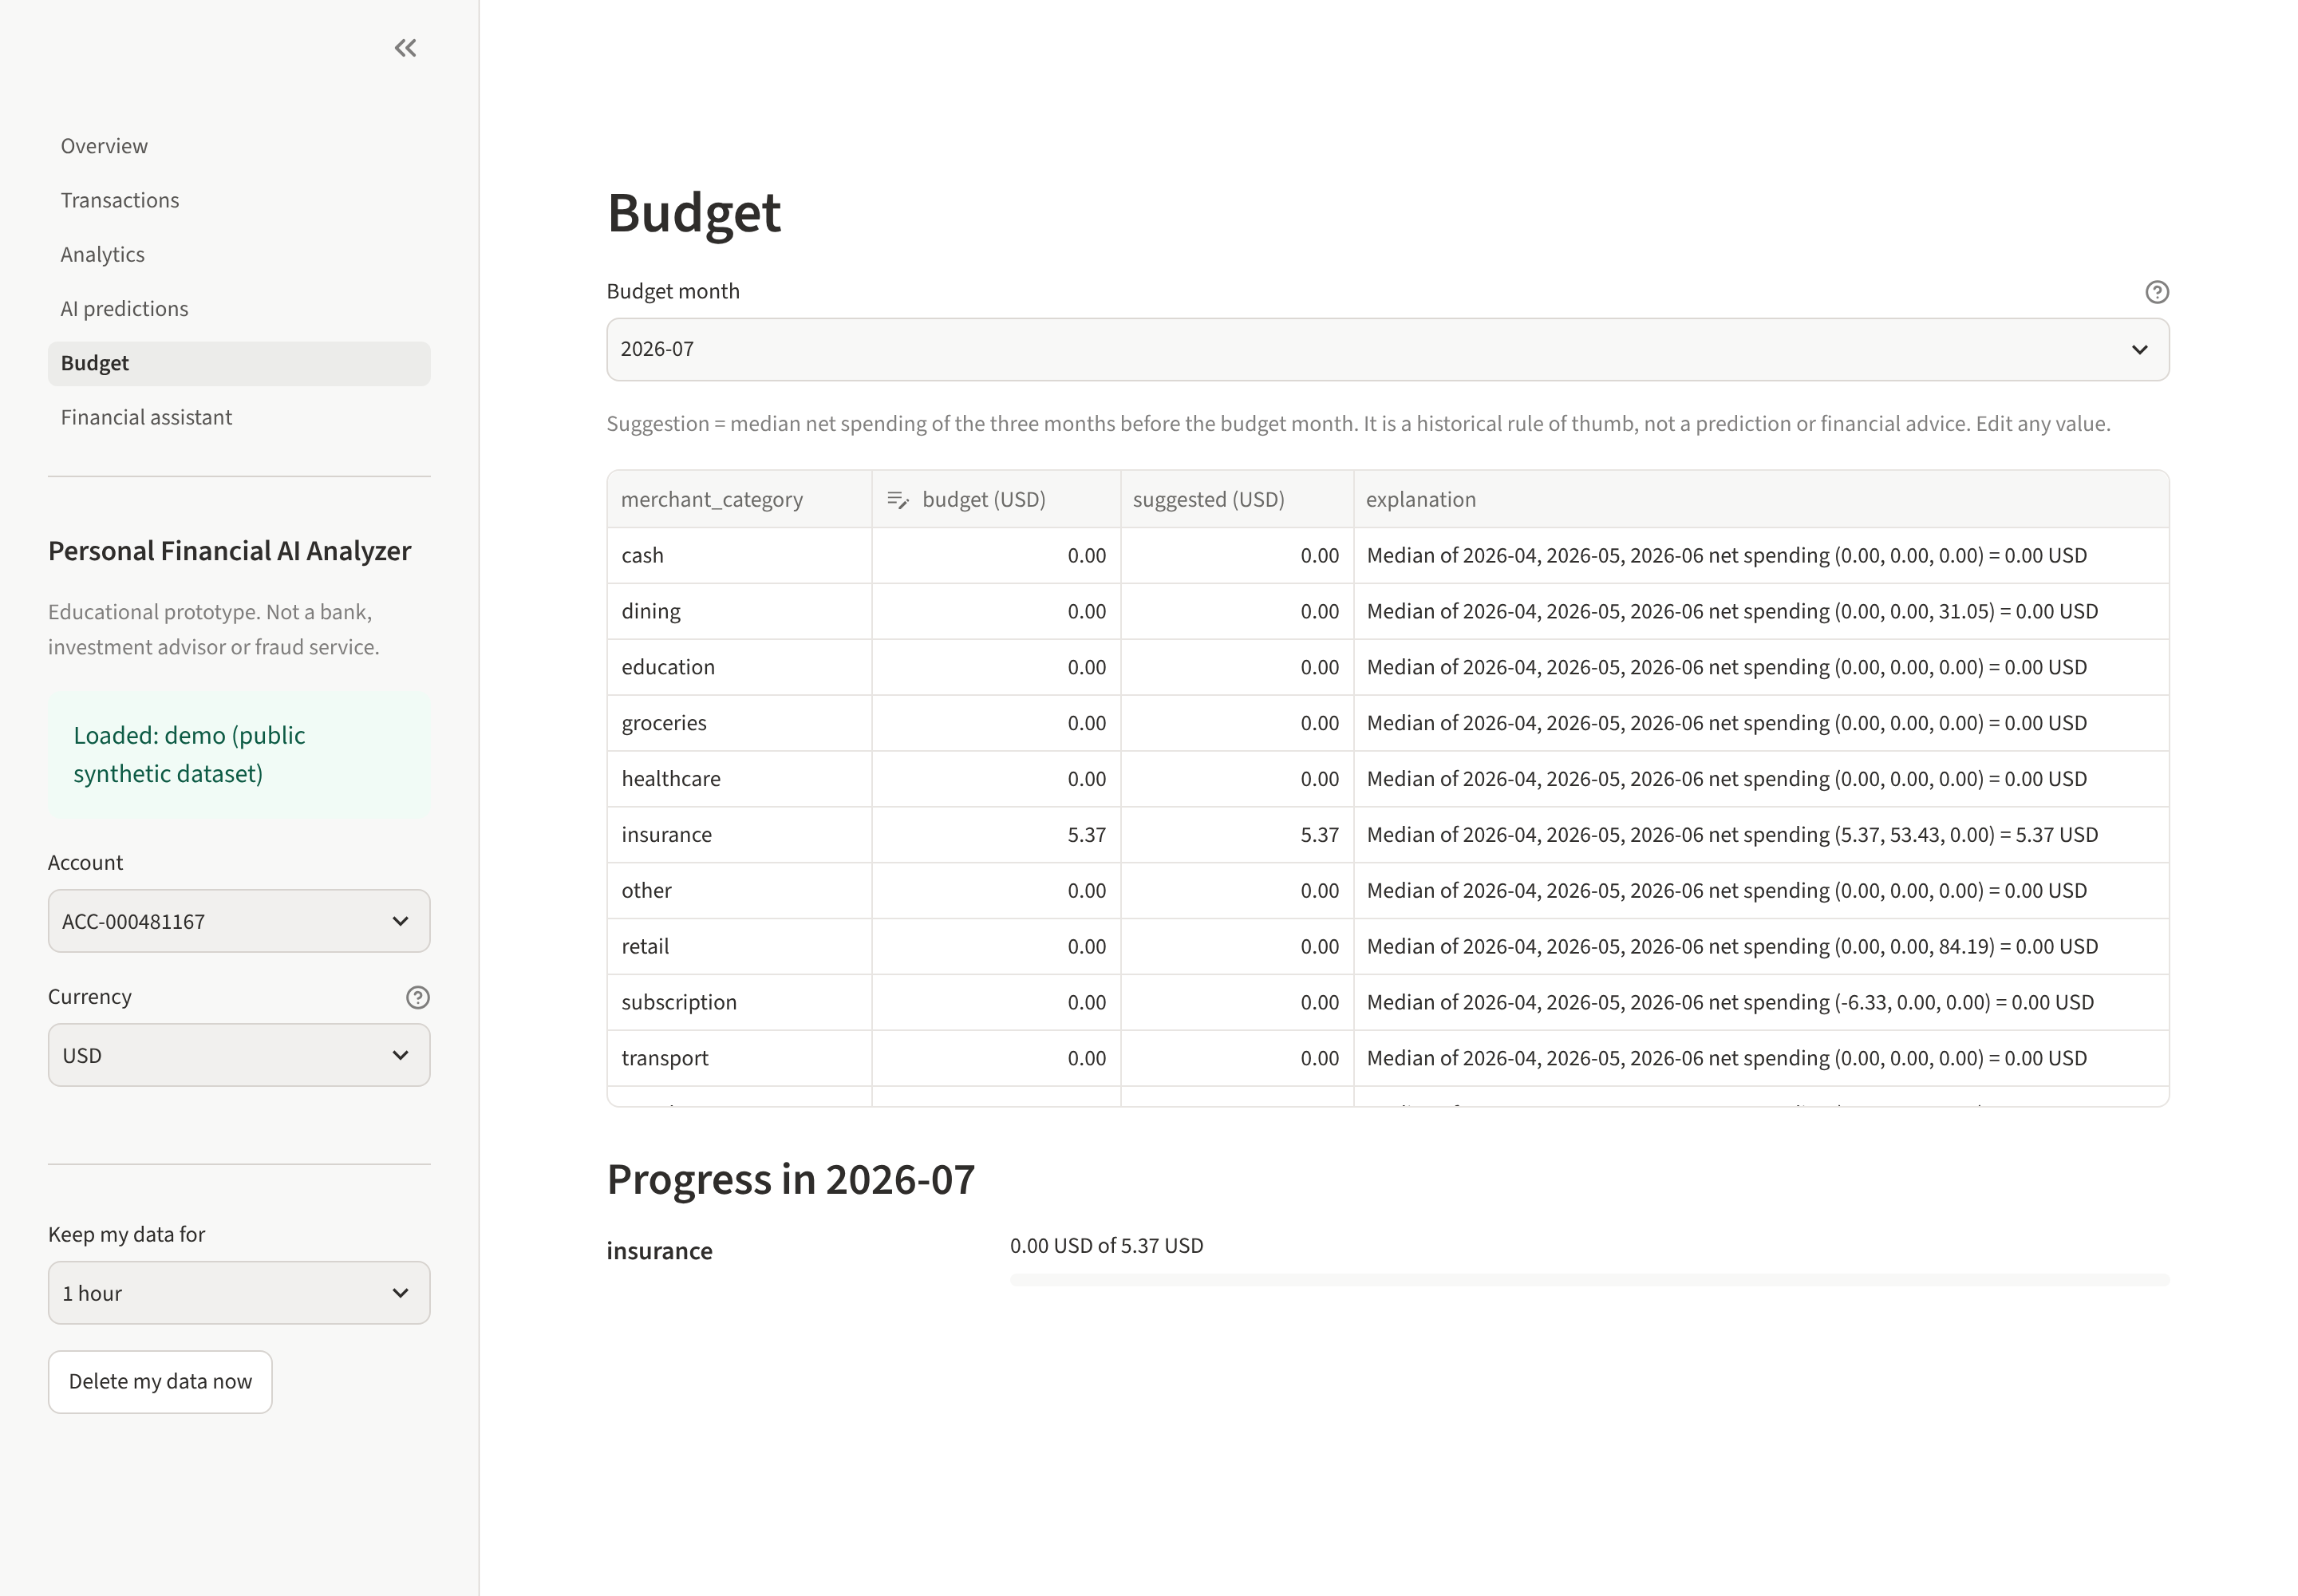 Overview
Transactions
Analytics
AI predictions
Budget
Financial assistant
Personal Financial AI Analyzer
Educational prototype. Not a bank,
investment advisor or fraud service.
Loaded: demo (public
synthetic dataset)
Account
ACC-000481167
Currency
USD
Keep my data for
1 hour
Delete my data now
Budget
Budget month
2026-07
Suggestion = median net spending of the three months before the budget month. It is a historical rule of thumb, not a prediction or financial advice. Edit any value.
merchant_category budget (USD) suggested (USD) explanation
cash 0.00 0.00 Median of 2026-04, 2026-05, 2026-06 net spending (0.00, 0.00, 0.00) = 0.00 USD
dining 0.00 0.00 Median of 2026-04, 2026-05, 2026-06 net spending (0.00, 0.00, 31.05) = 0.00 USD
education 0.00 0.00 Median of 2026-04, 2026-05, 2026-06 net spending (0.00, 0.00, 0.00) = 0.00 USD
groceries 0.00 0.00 Median of 2026-04, 2026-05, 2026-06 net spending (0.00, 0.00, 0.00) = 0.00 USD
healthcare 0.00 0.00 Median of 2026-04, 2026-05, 2026-06 net spending (0.00, 0.00, 0.00) = 0.00 USD
insurance 5.37 5.37 Median of 2026-04, 2026-05, 2026-06 net spending (5.37, 53.43, 0.00) = 5.37 USD
other 0.00 0.00 Median of 2026-04, 2026-05, 2026-06 net spending (0.00, 0.00, 0.00) = 0.00 USD
retail 0.00 0.00 Median of 2026-04, 2026-05, 2026-06 net spending (0.00, 0.00, 84.19) = 0.00 USD
subscription 0.00 0.00 Median of 2026-04, 2026-05, 2026-06 net spending (-6.33, 0.00, 0.00) = 0.00 USD
transport 0.00 0.00 Median of 2026-04, 2026-05, 2026-06 net spending (0.00, 0.00, 0.00) = 0.00 USD
Progress in 2026-07
insurance
0.00 USD of 5.37 USD